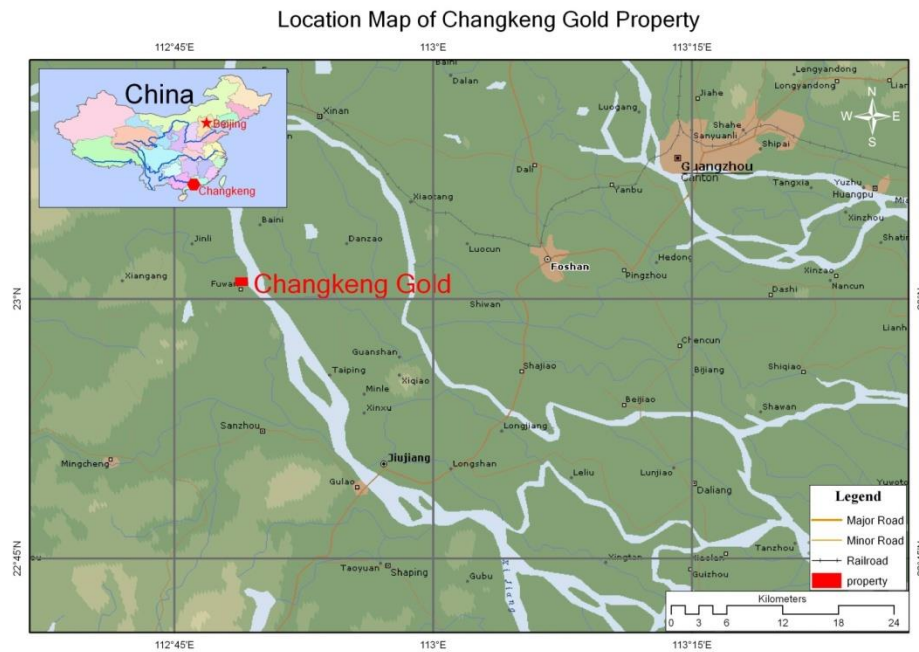 Location Map of Changkeng Gold Property
112°45'E
113°E
113°15'E
China
Beijing
Changkeng
Baini
Dalan
Xinan
Logang
Jiahe
Lengyandong
Longyandong
N
W
E
S
Shahe
Sanyuanli
Shipai
Guangzhou
Canton
Dali
Yanbu
Tangxia
Yuzhu
Huangpu
Xiaotang
Baini
Jinli
Danzao
Luocun
Xinzhou
Foshan
Hedong
Pingzhou
Xiangang
Fuwan
Changkeng Gold
Xinzao
Nancun
Dashi
23°N
Shiwan
Guanshan
Chencun
Taiping
Xiqiao
Shajiao
Bijiang
Shiqiao
Minle
Xinxu
Beijiao
Shawan
Sanzhou
Longjiang
Mingcheng
Jiujiang
Longshan
Leliu
Lunjiao
Gulao
Daliang
Legend
Major Road
Minor Road
Railroad
property
22°45'N
Taoyuan
Shaping
Gubu
Xi Jiang
Xingtan
Guizhou
Tanzhou
Kilometers
0 3 6 12 18 24
112°45'E
113°E
113°15'E